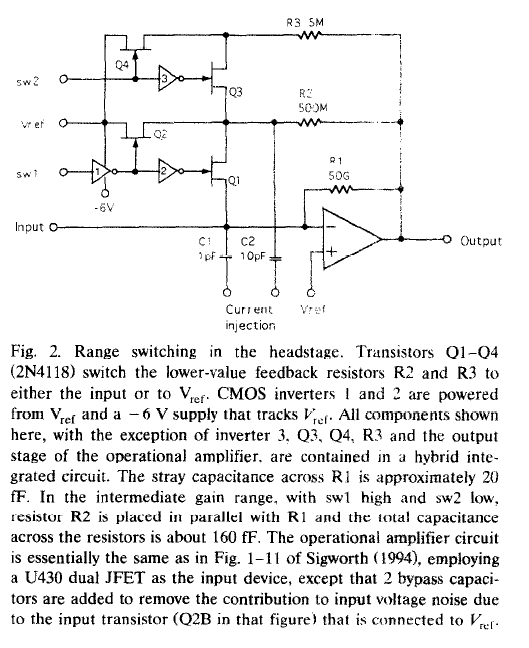 R3 5M
Q4
sw2
3
Q3
R2
500M
Vref
Q2
R1
50G
sw1
1
2
Q1
-6V
Input
C1
1pF
C2
10pF
−
+
Output
Current
injection
Vref
Fig. 2. Range switching in the headstage. Transistors Q1–Q4
(2N4118) switch the lower-value feedback resistors R2 and R3 to
either the input or to Vref. CMOS inverters 1 and 2 are powered
from Vref and a −6 V supply that tracks Vref. All components shown
here, with the exception of inverter 3, Q3, Q4, R3 and the output
stage of the operational amplifier, are contained in a hybrid inte-
grated circuit. The stray capacitance across R1 is approximately 20
fF. In the intermediate gain range, with sw1 high and sw2 low,
resistor R2 is placed in parallel with R1 and the total capacitance
across the resistors is about 160 fF. The operational amplifier circuit
is essentially the same as in Fig. 1–11 of Sigworth (1994), employing
a U430 dual JFET as the input device, except that 2 bypass capaci-
tors are added to remove the contribution to input voltage noise due
to the input transistor (Q2B in that figure) that is connected to Vref.